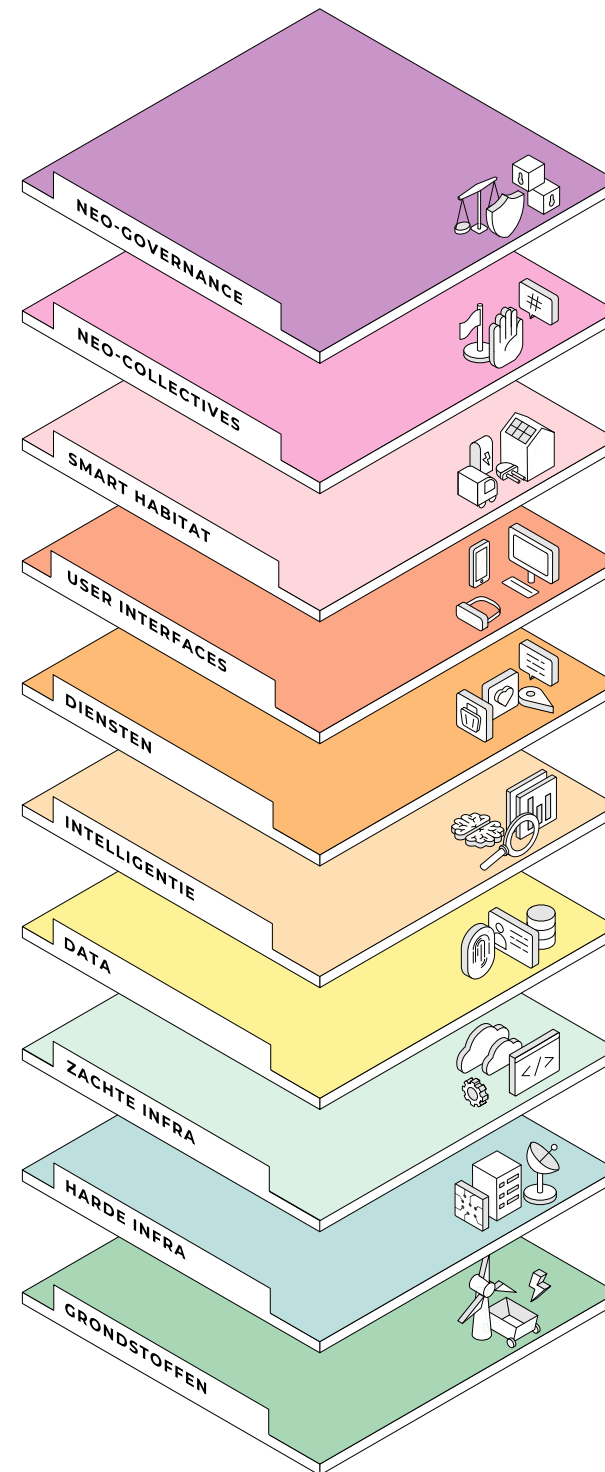 NEO-GOVERNANCE
NEO-COLLECTIVES
SMART HABITAT
USER INTERFACES
DIENSTEN
INTELLIGENTIE
DATA
ZACHTE INFRA
HARDE INFRA
GRONDSTOFFEN